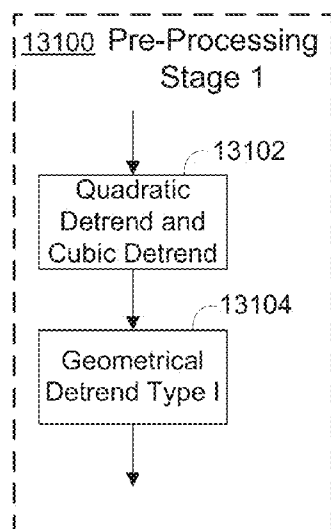 13100 Pre-Processing
Stage 1
13102
Quadratic
Detrend and
Cubic Detrend
13104
Geometrical
Detrend Type I